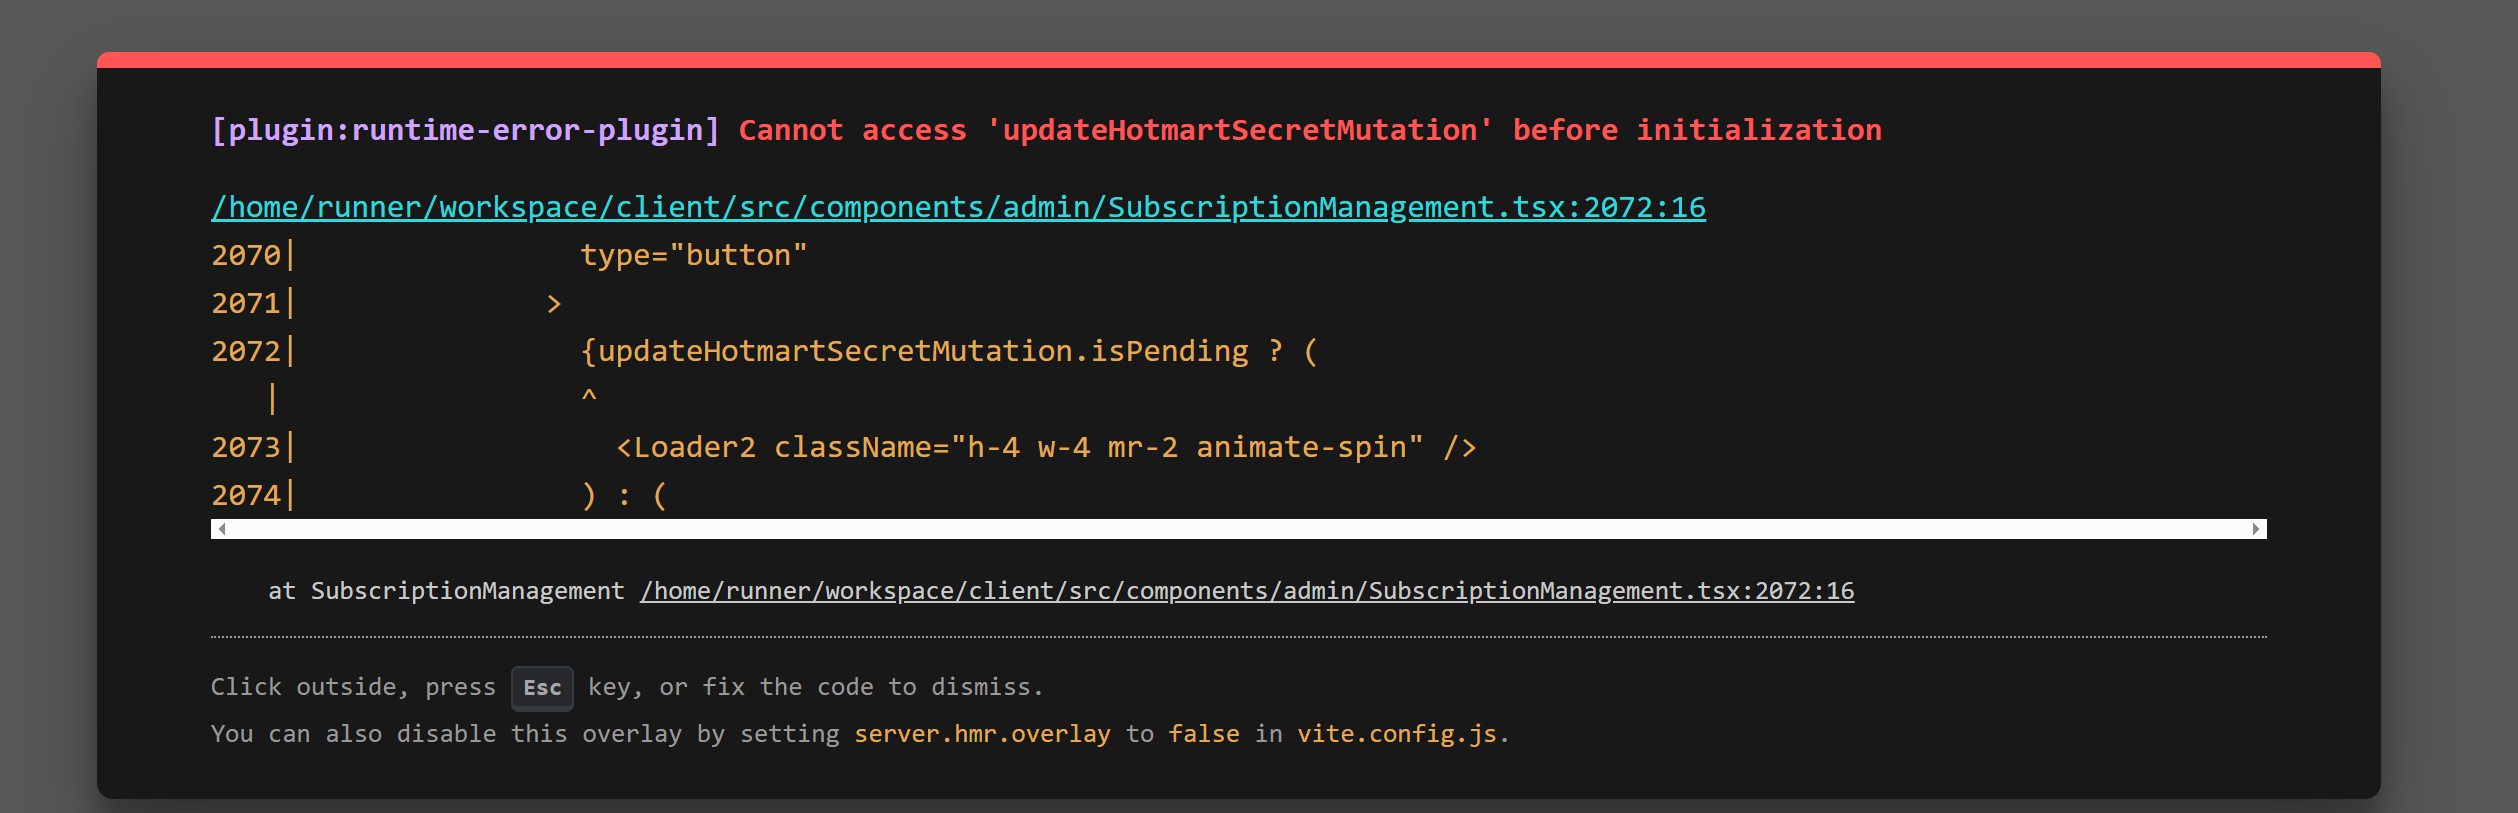 [plugin:runtime-error-plugin] Cannot access 'updateHotmartSecretMutation' before initialization
/home/runner/workspace/client/src/components/admin/SubscriptionManagement.tsx:2072:16
2070|                 type="button"
2071|               >
2072|                 {updateHotmartSecretMutation.isPending ? (
   |                 ^
2073|                   <Loader2 className="h-4 w-4 mr-2 animate-spin" />
2074|                 ) : (
at SubscriptionManagement /home/runner/workspace/client/src/components/admin/SubscriptionManagement.tsx:2072:16
Click outside, press Esc key, or fix the code to dismiss.
You can also disable this overlay by setting server.hmr.overlay to false in vite.config.js.